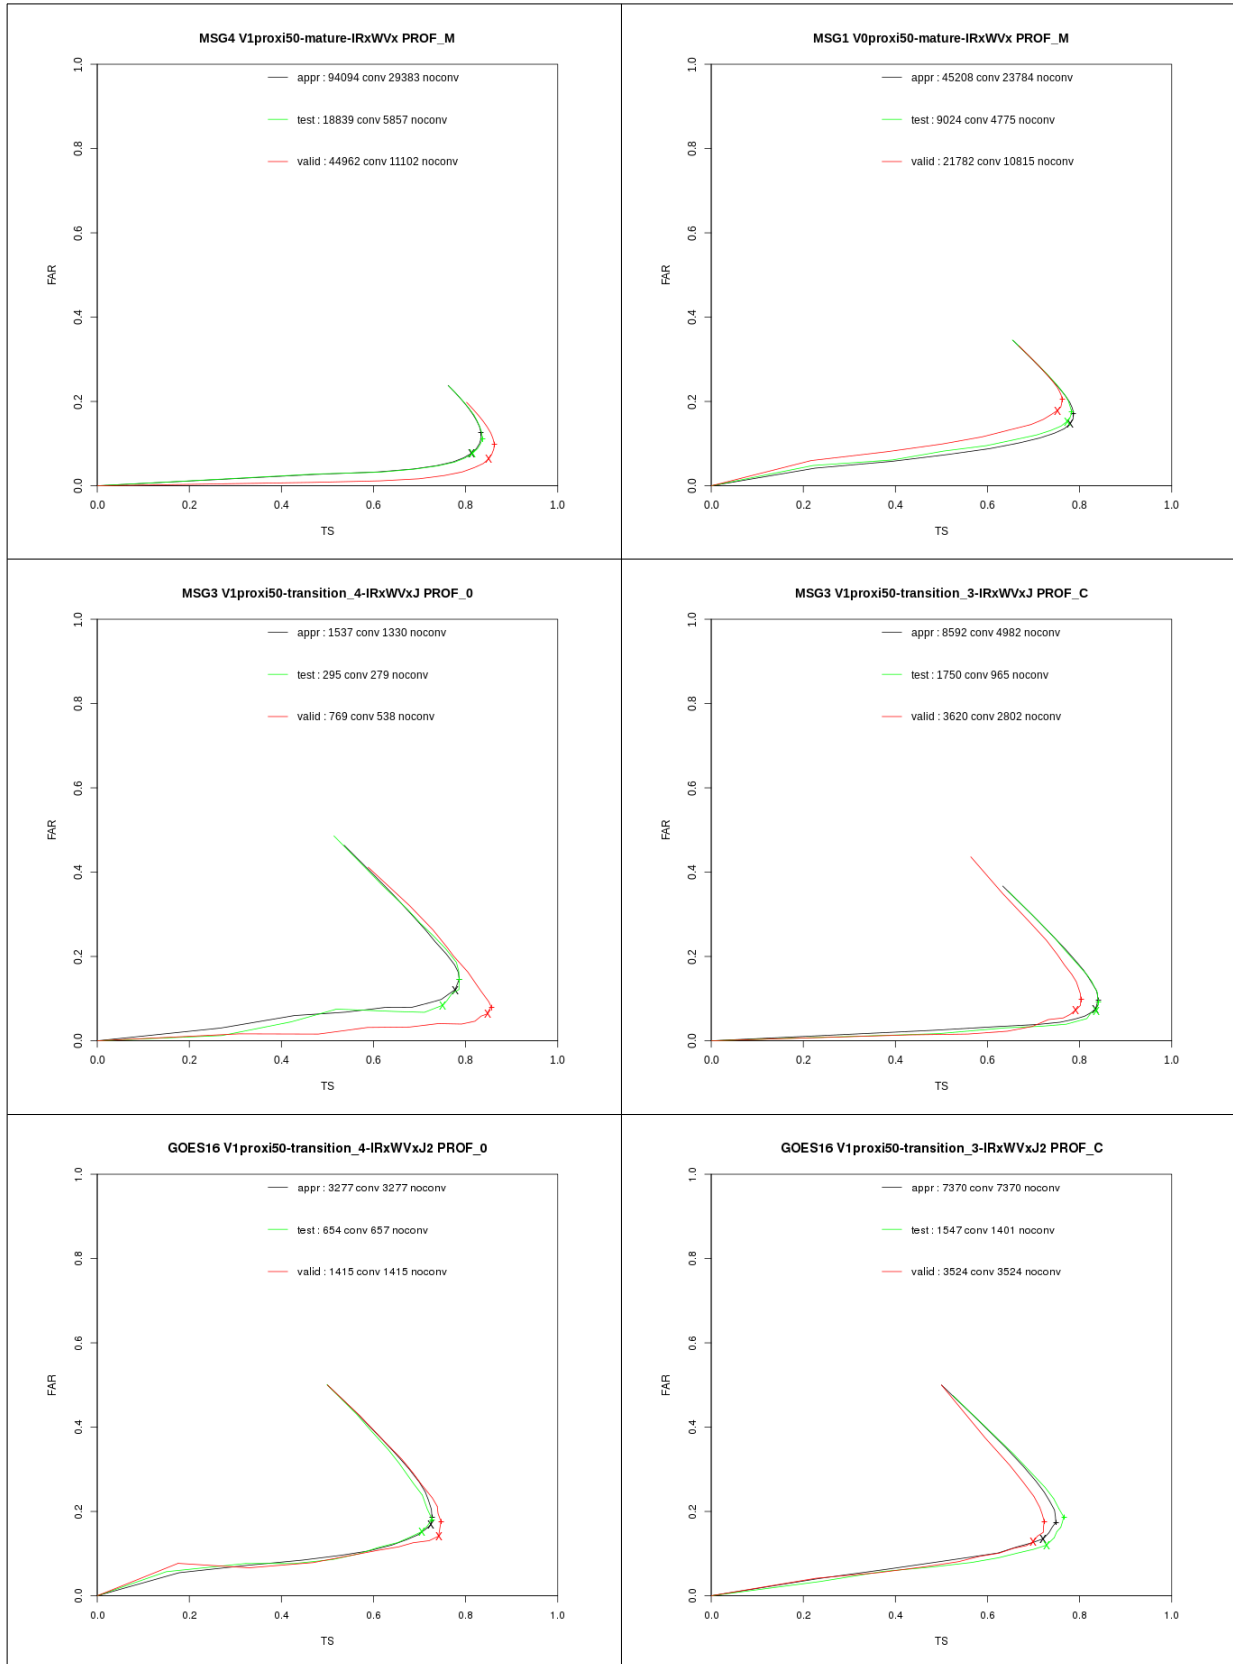 MSG4 V1proxi50-mature-IRxWVx PROF_M
appr : 94094 conv 29383 noconv
test : 18839 conv 5857 noconv
valid : 44962 conv 11102 noconv
FAR
1.0
0.8
0.6
0.4
0.2
0.0
0.0 0.2 0.4 0.6 0.8 1.0
TS
MSG1 V0proxi50-mature-IRxWVx PROF_M
appr : 45208 conv 23784 noconv
test : 9024 conv 4775 noconv
valid : 21782 conv 10815 noconv
FAR
1.0
0.8
0.6
0.4
0.2
0.0
0.0 0.2 0.4 0.6 0.8 1.0
TS
MSG3 V1proxi50-transition_4-IRxWVxJ PROF_0
appr : 1537 conv 1330 noconv
test : 295 conv 279 noconv
valid : 769 conv 538 noconv
FAR
1.0
0.8
0.6
0.4
0.2
0.0
0.0 0.2 0.4 0.6 0.8 1.0
TS
MSG3 V1proxi50-transition_3-IRxWVxJ PROF_C
appr : 8592 conv 4982 noconv
test : 1750 conv 965 noconv
valid : 3620 conv 2802 noconv
FAR
1.0
0.8
0.6
0.4
0.2
0.0
0.0 0.2 0.4 0.6 0.8 1.0
TS
GOES16 V1proxi50-transition_4-IRxWVxJ2 PROF_0
appr : 3277 conv 3277 noconv
test : 654 conv 657 noconv
valid : 1415 conv 1415 noconv
FAR
1.0
0.8
0.6
0.4
0.2
0.0
0.0 0.2 0.4 0.6 0.8 1.0
TS
GOES16 V1proxi50-transition_3-IRxWVxJ2 PROF_C
appr : 7370 conv 7370 noconv
test : 1547 conv 1401 noconv
valid : 3524 conv 3524 noconv
FAR
1.0
0.8
0.6
0.4
0.2
0.0
0.0 0.2 0.4 0.6 0.8 1.0
TS